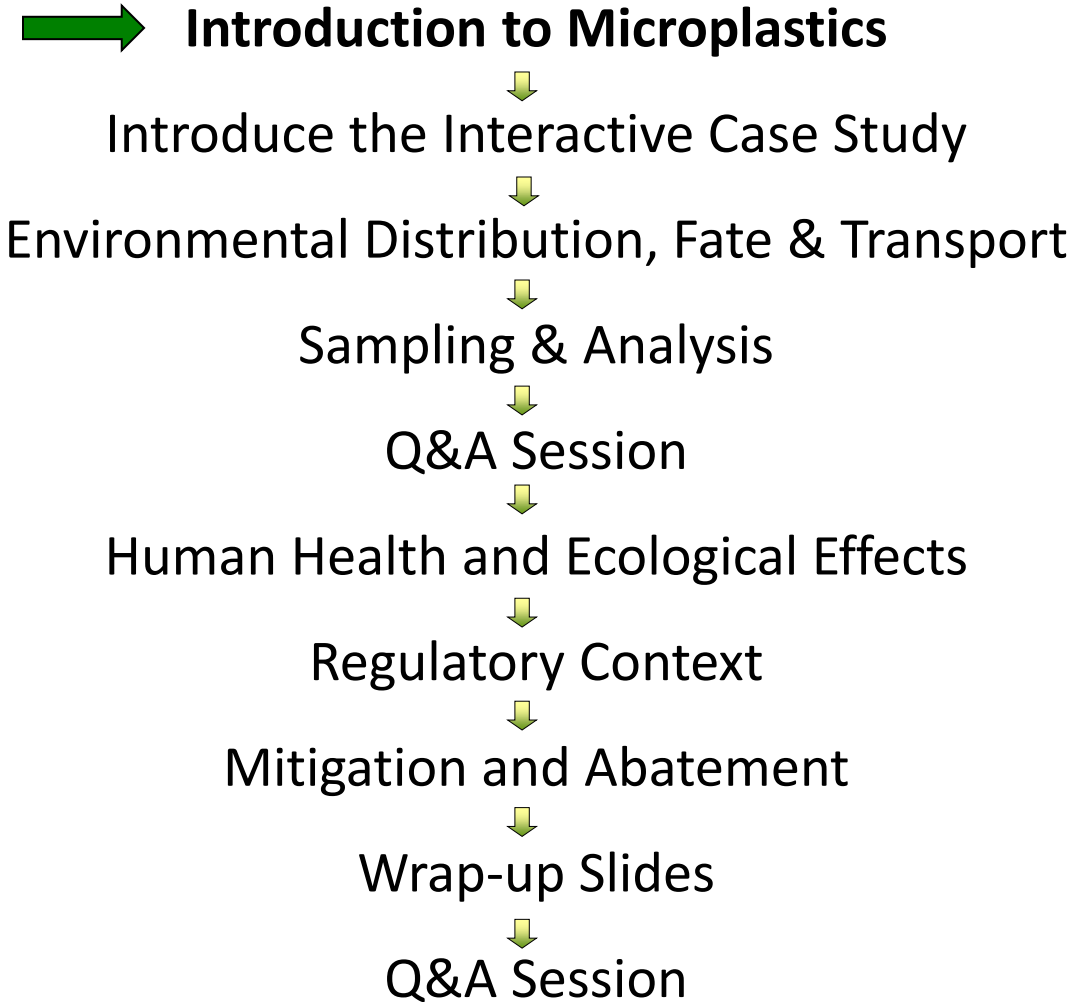 Introduction to Microplastics
Introduce the Interactive Case Study
Environmental Distribution, Fate & Transport
Sampling & Analysis
Q&A Session
Human Health and Ecological Effects
Regulatory Context
Mitigation and Abatement
Wrap-up Slides
Q&A Session